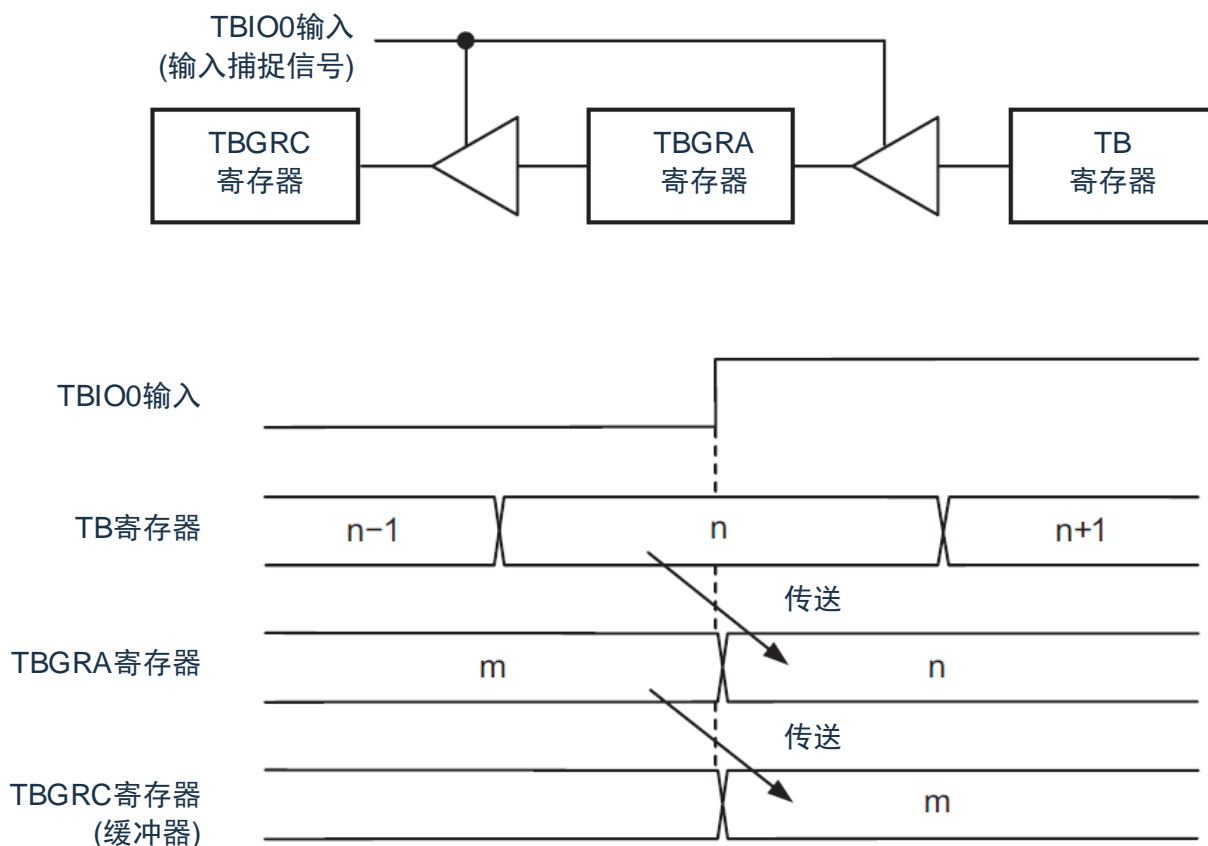 TBIO0输入
(输入捕捉信号)
TBGRC
寄存器
TBGRA
寄存器
TB
寄存器
TBIO0输入
TB寄存器
n−1
n
n+1
传送
TBGRA寄存器
m
n
传送
TBGRC寄存器
(缓冲器)
m